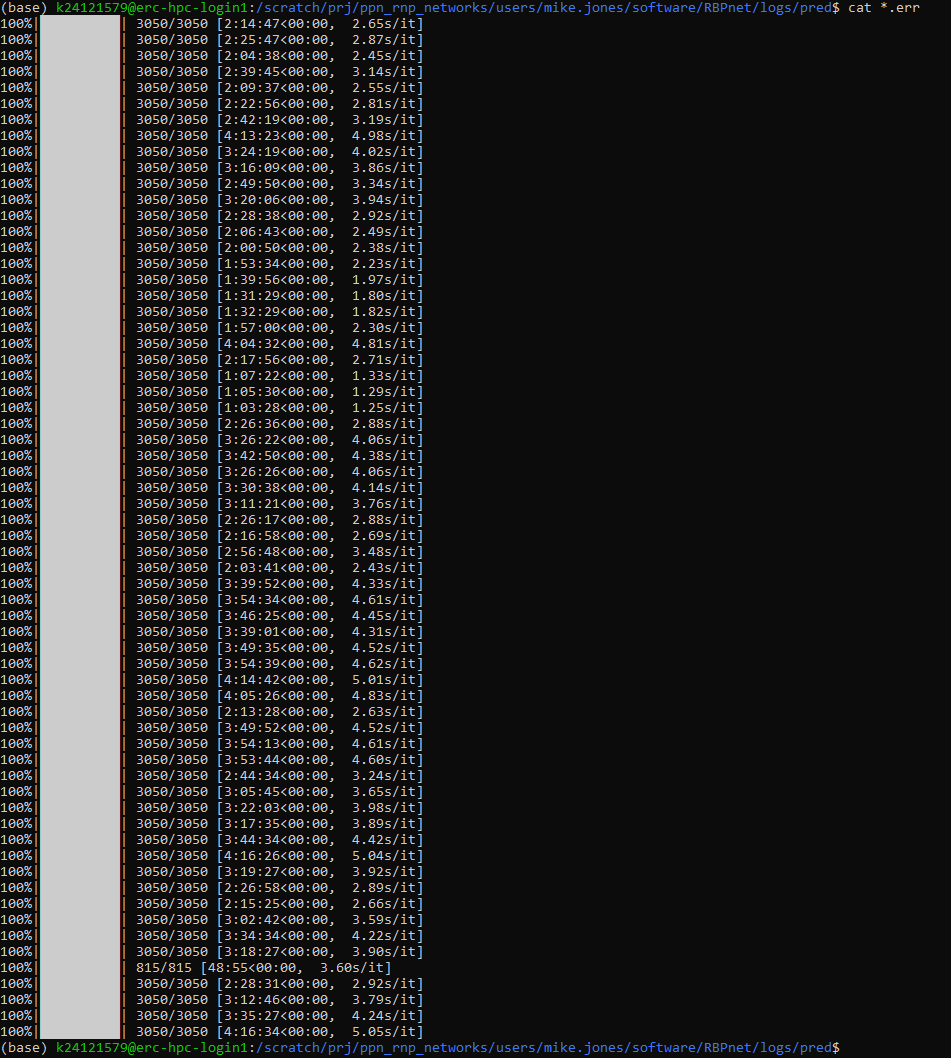 (base) k24121579@erc-hpc-login1:/scratch/prj/ppn_rnp_networks/users/mike.jones/software/RBPnet/logs/pred$ cat *.err
100%|██████████| 3050/3050 [2:14:47<00:00,  2.65s/it]
100%|██████████| 3050/3050 [2:25:47<00:00,  2.87s/it]
100%|██████████| 3050/3050 [2:04:38<00:00,  2.45s/it]
100%|██████████| 3050/3050 [2:39:45<00:00,  3.14s/it]
100%|██████████| 3050/3050 [2:09:37<00:00,  2.55s/it]
100%|██████████| 3050/3050 [2:22:56<00:00,  2.81s/it]
100%|██████████| 3050/3050 [2:42:19<00:00,  3.19s/it]
100%|██████████| 3050/3050 [4:13:23<00:00,  4.98s/it]
100%|██████████| 3050/3050 [3:24:19<00:00,  4.02s/it]
100%|██████████| 3050/3050 [3:16:09<00:00,  3.86s/it]
100%|██████████| 3050/3050 [2:49:50<00:00,  3.34s/it]
100%|██████████| 3050/3050 [3:20:06<00:00,  3.94s/it]
100%|██████████| 3050/3050 [2:28:38<00:00,  2.92s/it]
100%|██████████| 3050/3050 [2:06:43<00:00,  2.49s/it]
100%|██████████| 3050/3050 [2:00:50<00:00,  2.38s/it]
100%|██████████| 3050/3050 [1:53:34<00:00,  2.23s/it]
100%|██████████| 3050/3050 [1:39:56<00:00,  1.97s/it]
100%|██████████| 3050/3050 [1:31:29<00:00,  1.80s/it]
100%|██████████| 3050/3050 [1:32:29<00:00,  1.82s/it]
100%|██████████| 3050/3050 [1:57:00<00:00,  2.30s/it]
100%|██████████| 3050/3050 [4:04:32<00:00,  4.81s/it]
100%|██████████| 3050/3050 [2:17:56<00:00,  2.71s/it]
100%|██████████| 3050/3050 [1:07:22<00:00,  1.33s/it]
100%|██████████| 3050/3050 [1:05:30<00:00,  1.29s/it]
100%|██████████| 3050/3050 [1:03:28<00:00,  1.25s/it]
100%|██████████| 3050/3050 [2:26:36<00:00,  2.88s/it]
100%|██████████| 3050/3050 [3:26:22<00:00,  4.06s/it]
100%|██████████| 3050/3050 [3:42:50<00:00,  4.38s/it]
100%|██████████| 3050/3050 [3:26:26<00:00,  4.06s/it]
100%|██████████| 3050/3050 [3:30:38<00:00,  4.14s/it]
100%|██████████| 3050/3050 [3:11:21<00:00,  3.76s/it]
100%|██████████| 3050/3050 [2:26:17<00:00,  2.88s/it]
100%|██████████| 3050/3050 [2:16:58<00:00,  2.69s/it]
100%|██████████| 3050/3050 [2:56:48<00:00,  3.48s/it]
100%|██████████| 3050/3050 [2:03:41<00:00,  2.43s/it]
100%|██████████| 3050/3050 [3:39:52<00:00,  4.33s/it]
100%|██████████| 3050/3050 [3:54:34<00:00,  4.61s/it]
100%|██████████| 3050/3050 [3:46:25<00:00,  4.45s/it]
100%|██████████| 3050/3050 [3:39:01<00:00,  4.31s/it]
100%|██████████| 3050/3050 [3:49:35<00:00,  4.52s/it]
100%|██████████| 3050/3050 [3:54:39<00:00,  4.62s/it]
100%|██████████| 3050/3050 [4:14:42<00:00,  5.01s/it]
100%|██████████| 3050/3050 [4:05:26<00:00,  4.83s/it]
100%|██████████| 3050/3050 [2:13:28<00:00,  2.63s/it]
100%|██████████| 3050/3050 [3:49:52<00:00,  4.52s/it]
100%|██████████| 3050/3050 [3:54:13<00:00,  4.61s/it]
100%|██████████| 3050/3050 [3:53:44<00:00,  4.60s/it]
100%|██████████| 3050/3050 [2:44:34<00:00,  3.24s/it]
100%|██████████| 3050/3050 [3:05:45<00:00,  3.65s/it]
100%|██████████| 3050/3050 [3:22:03<00:00,  3.98s/it]
100%|██████████| 3050/3050 [3:17:35<00:00,  3.89s/it]
100%|██████████| 3050/3050 [3:44:34<00:00,  4.42s/it]
100%|██████████| 3050/3050 [4:16:26<00:00,  5.04s/it]
100%|██████████| 3050/3050 [3:19:27<00:00,  3.92s/it]
100%|██████████| 3050/3050 [2:26:58<00:00,  2.89s/it]
100%|██████████| 3050/3050 [2:15:25<00:00,  2.66s/it]
100%|██████████| 3050/3050 [3:02:42<00:00,  3.59s/it]
100%|██████████| 3050/3050 [3:34:34<00:00,  4.22s/it]
100%|██████████| 3050/3050 [3:18:27<00:00,  3.90s/it]
100%|██████████| 815/815 [48:55<00:00,  3.60s/it]
100%|██████████| 3050/3050 [2:28:31<00:00,  2.92s/it]
100%|██████████| 3050/3050 [3:12:46<00:00,  3.79s/it]
100%|██████████| 3050/3050 [3:35:27<00:00,  4.24s/it]
100%|██████████| 3050/3050 [4:16:34<00:00,  5.05s/it]
(base) k24121579@erc-hpc-login1:/scratch/prj/ppn_rnp_networks/users/mike.jones/software/RBPnet/logs/pred$